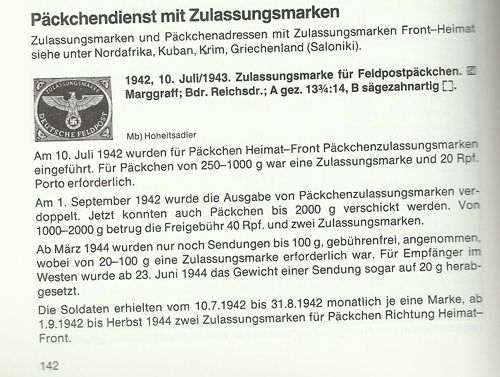 Päckchendienst mit Zulassungsmarken
Zulassungsmarken und Päckchenadressen mit Zulassungsmarken Front–Heimat
siehe unter Nordafrika, Kuban, Krim, Griechenland (Saloniki).
ZULASSUNGSMARKE
DEUTSCHE FELDPOST
1942, 10. Juli/1943. Zulassungsmarke für Feldpostpäckchen.
Marggraff; Bdr. Reichsdr.; A gez. 13¾:14, B sägezahnartig
Mb) Hoheitsadler
Am 10. Juli 1942 wurden für Päckchen Heimat–Front Päckchenzulassungsmarken
eingeführt. Für Päckchen von 250–1000 g war eine Zulassungsmarke und 20 Rpf.
Porto erforderlich.
Am 1. September 1942 wurde die Ausgabe von Päckchenzulassungsmarken ver-
doppelt. Jetzt konnten auch Päckchen bis 2000 g verschickt werden. Von
1000–2000 g betrug die Freigebühr 40 Rpf. und zwei Zulassungsmarken.
Ab März 1944 wurden nur noch Sendungen bis 100 g, gebührenfrei, angenommen,
wobei von 20–100 g eine Zulassungsmarke erforderlich war. Für Empfänger im
Westen wurde ab 23. Juni 1944 das Gewicht einer Sendung sogar auf 20 g herab-
gesetzt.
Die Soldaten erhielten vom 10.7.1942 bis 31.8.1942 monatlich je eine Marke, ab
1.9.1942 bis Herbst 1944 zwei Zulassungsmarken für Päckchen Richtung Heimat–
Front.
142